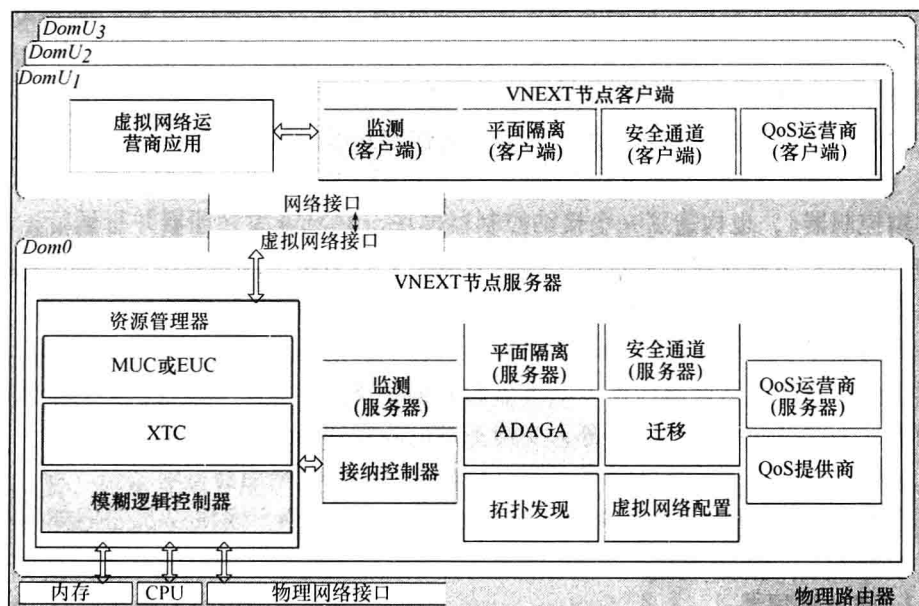 DomU3
DomU2
DomU1
VNEXT节点客户端
虚拟网络运
营商应用
监测
(客户端)
平面隔离
(客户端)
安全通道
(客户端)
QoS运营商
(客户端)
网络接口
虚拟网络接口
Dom0
VNEXT节点服务器
资源管理器
MUC或EUC
XTC
模糊逻辑控制器
监测
(服务器)
接纳控制器
平面隔离
(服务器)
ADAGA
拓扑发现
安全通道
(服务器)
迁移
虚拟网络配置
QoS运营商
(服务器)
QoS提供商
内存
CPU
物理网络接口
物理路由器